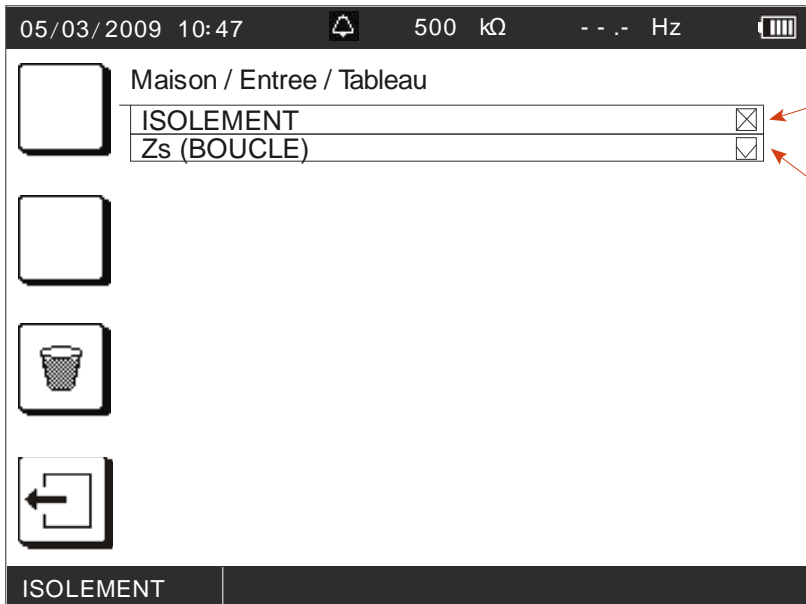 05/03/2009 10:47 500 kΩ - - .- Hz
Maison / Entree / Tableau
ISOLEMENT
Zs (BOUCLE)
ISOLEMENT